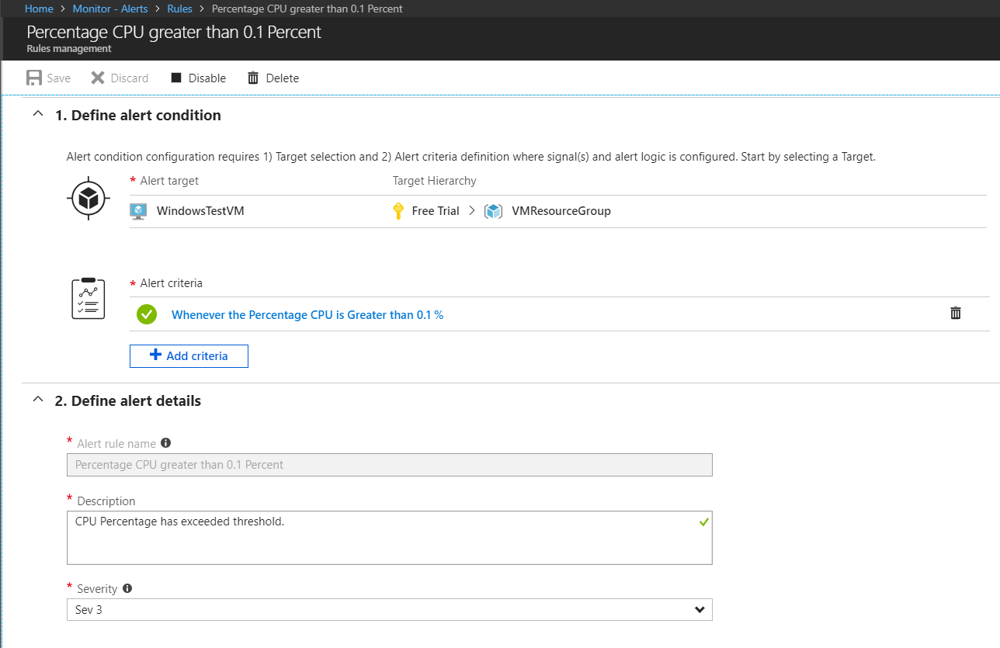 Home > Monitor - Alerts > Rules > Percentage CPU greater than 0.1 Percent
Percentage CPU greater than 0.1 Percent
Rules management
Save Discard Disable Delete
1. Define alert condition
Alert condition configuration requires 1) Target selection and 2) Alert criteria definition where signal(s) and alert logic is configured. Start by selecting a Target.
* Alert target Target Hierarchy
WindowsTestVM Free Trial > VMResourceGroup
* Alert criteria
Whenever the Percentage CPU is Greater than 0.1 %
Add criteria
2. Define alert details
* Alert rule name
Percentage CPU greater than 0.1 Percent
* Description
CPU Percentage has exceeded threshold.
* Severity
Sev 3